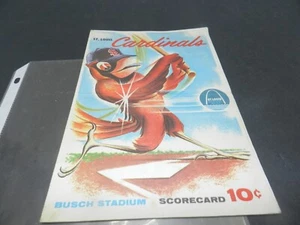 ST. LOUIS
Cardinals
BUSCH STADIUM SCORECARD 10¢